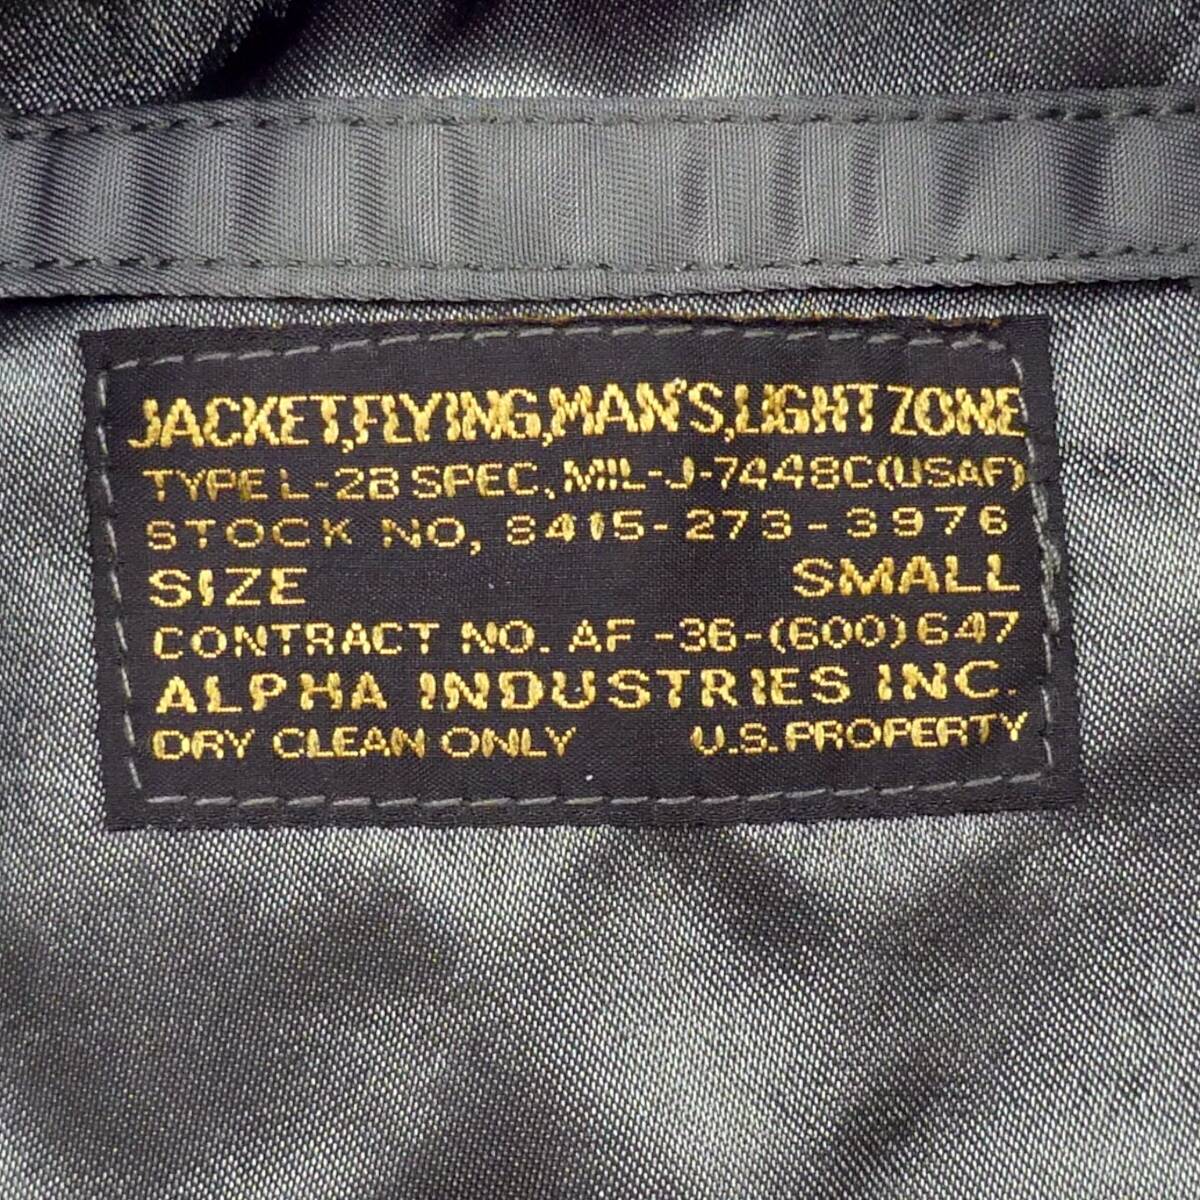 JACKET,FLYING,MAN'S,LIGHT ZONE
TYPE L-2B SPEC, MIL-J-7448C(USAF)
STOCK NO, 8415-273-3976
SIZE SMALL
CONTRACT NO. AF-36-(600)647
ALPHA INDUSTRIES INC.
DRY CLEAN ONLY U.S. PROPERTY